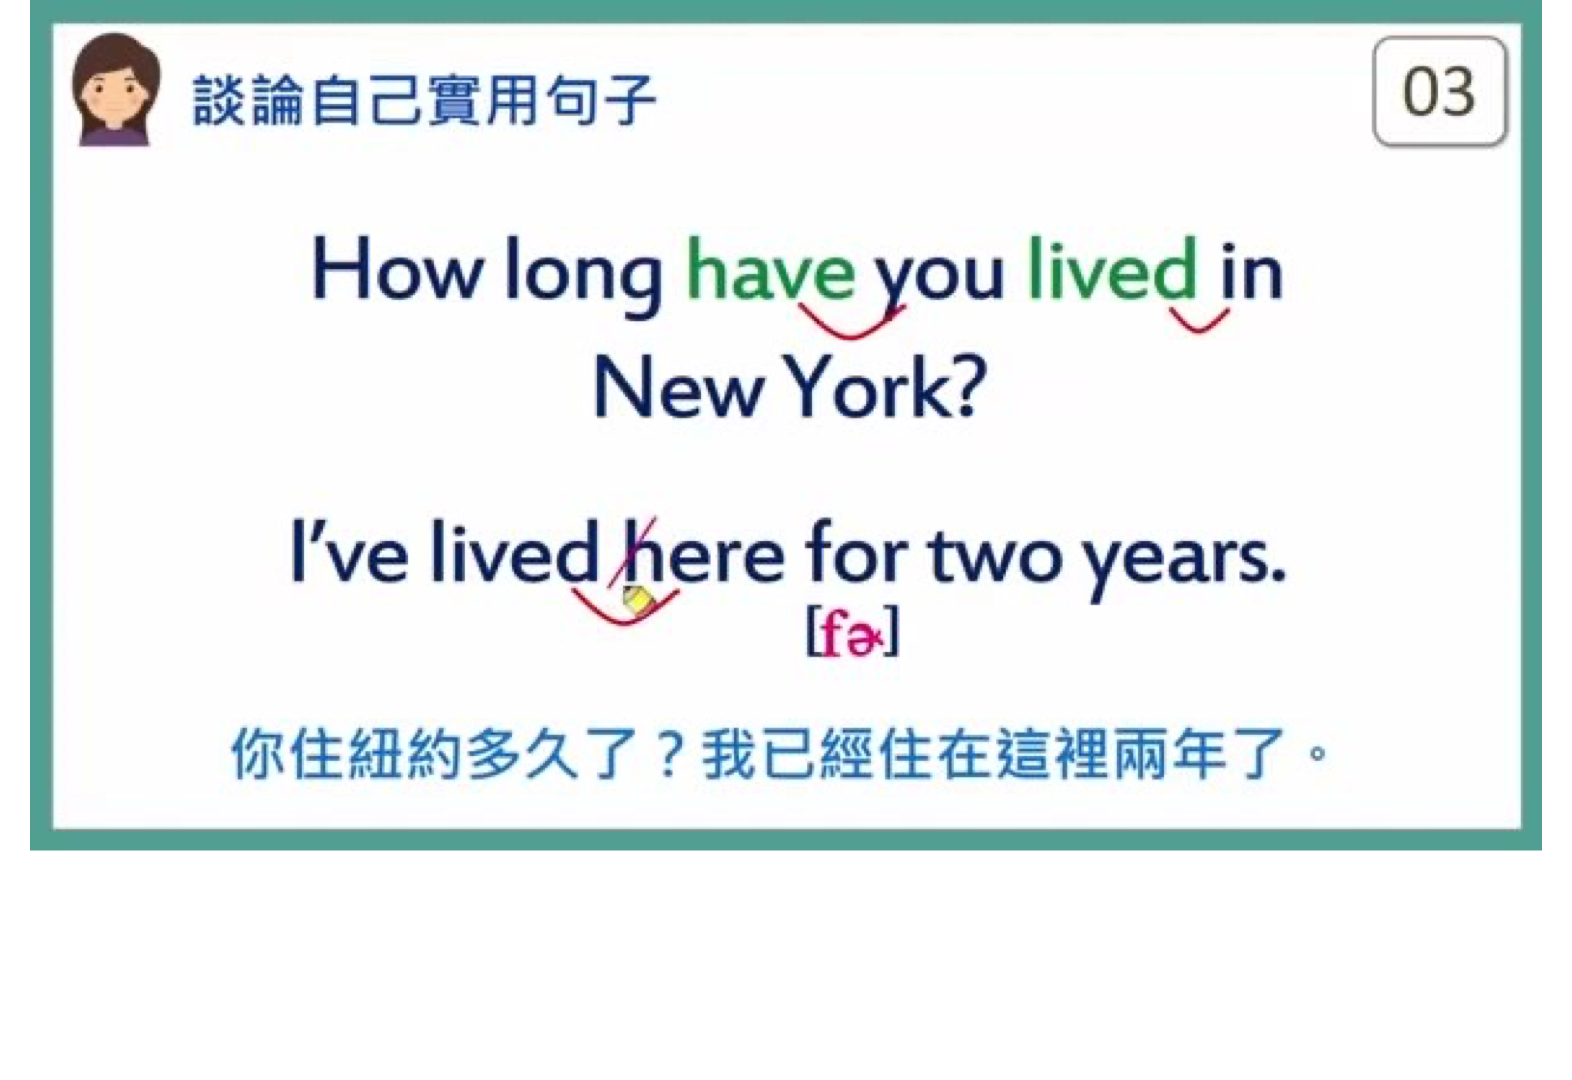 談論自己實用句子
03
How long have you lived in
New York?
I've lived here for two years.
[fɚ]
你住紐約多久了？我已經住在這裡兩年了。